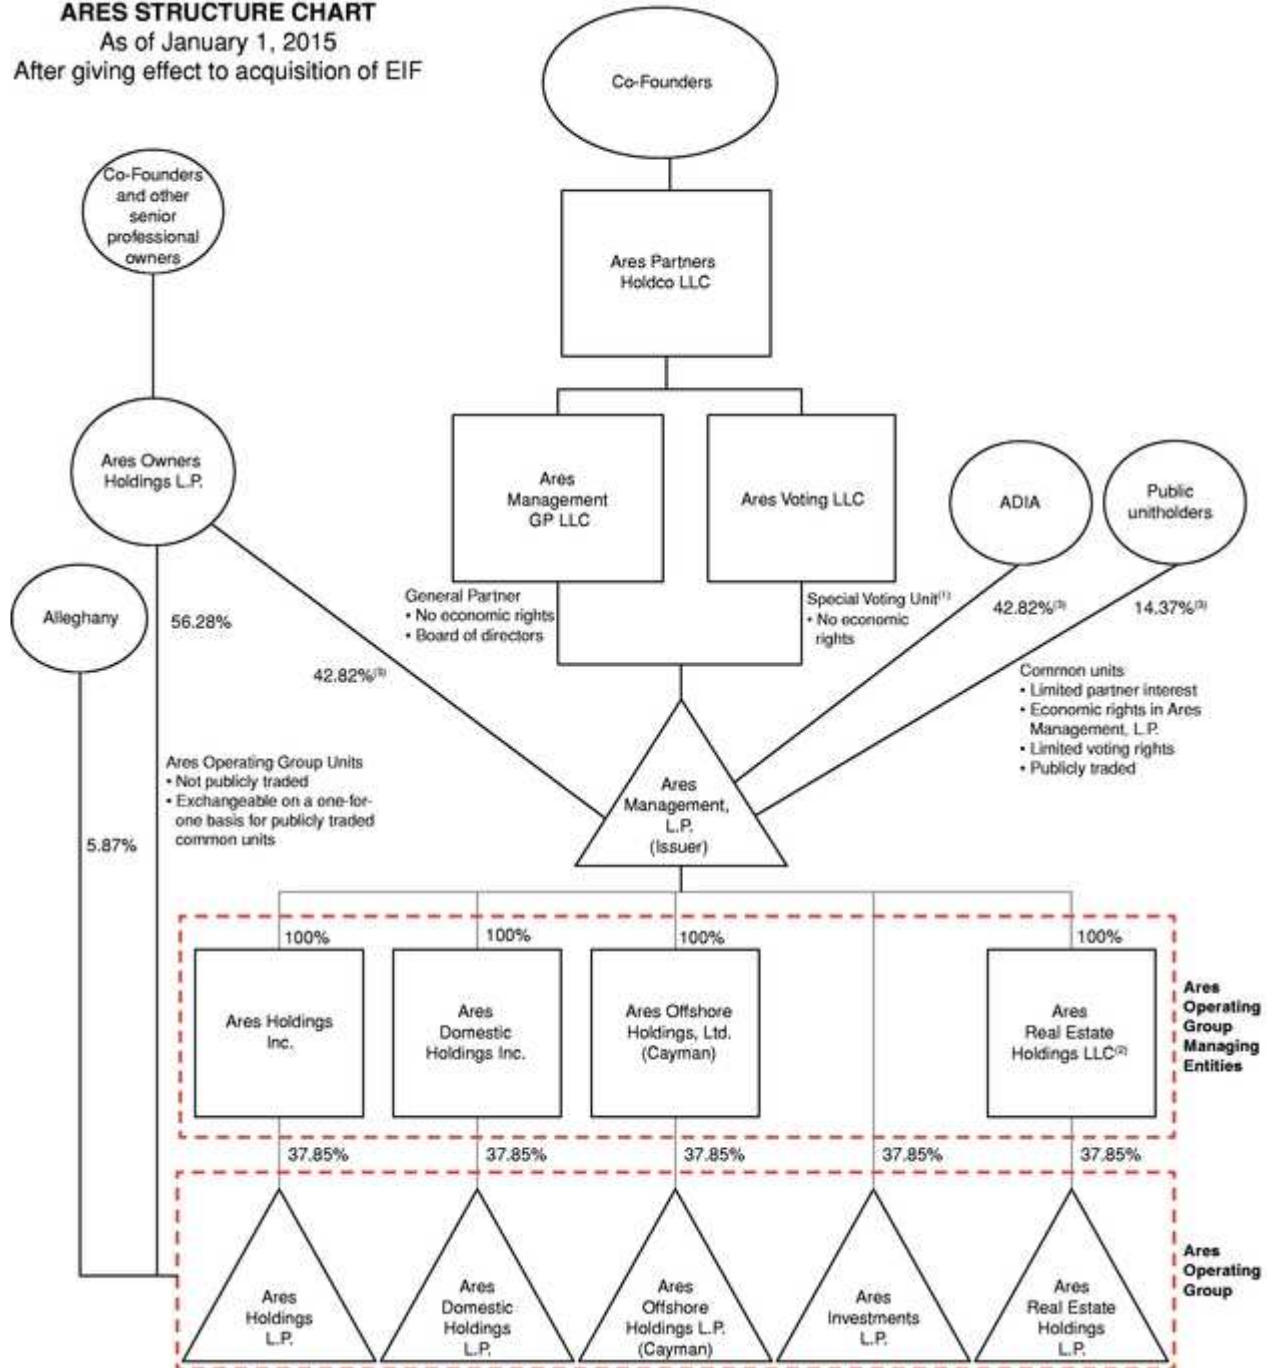 ARES STRUCTURE CHART
As of January 1, 2015
After giving effect to acquisition of EIF
Co-Founders
Co-Founders
and other
senior
professional
owners
Ares Partners
Holdco LLC
Ares Owners
Holdings L.P.
Ares
Management
GP LLC
Ares Voting LLC
ADIA
Public
unitholders
Alleghany
56.28%
General Partner
• No economic rights
• Board of directors
Special Voting Unit(1)
• No economic
rights
42.82%(3)
14.37%(3)
42.82%(3)
Common units
• Limited partner interest
• Economic rights in Ares
Management, L.P.
• Limited voting rights
• Publicly traded
Ares Operating Group Units
• Not publicly traded
• Exchangeable on a one-for-
one basis for publicly traded
common units
Ares
Management,
L.P.
(Issuer)
5.87%
100%
100%
100%
100%
Ares Holdings
Inc.
Ares
Domestic
Holdings Inc.
Ares Offshore
Holdings, Ltd.
(Cayman)
Ares
Real Estate
Holdings LLC(2)
Ares
Operating
Group
Managing
Entities
37.85%
37.85%
37.85%
37.85%
37.85%
Ares
Holdings
L.P.
Ares
Domestic
Holdings
L.P.
Ares
Offshore
Holdings L.P.
(Cayman)
Ares
Investments
L.P.
Ares
Real Estate
Holdings
L.P.
Ares
Operating
Group